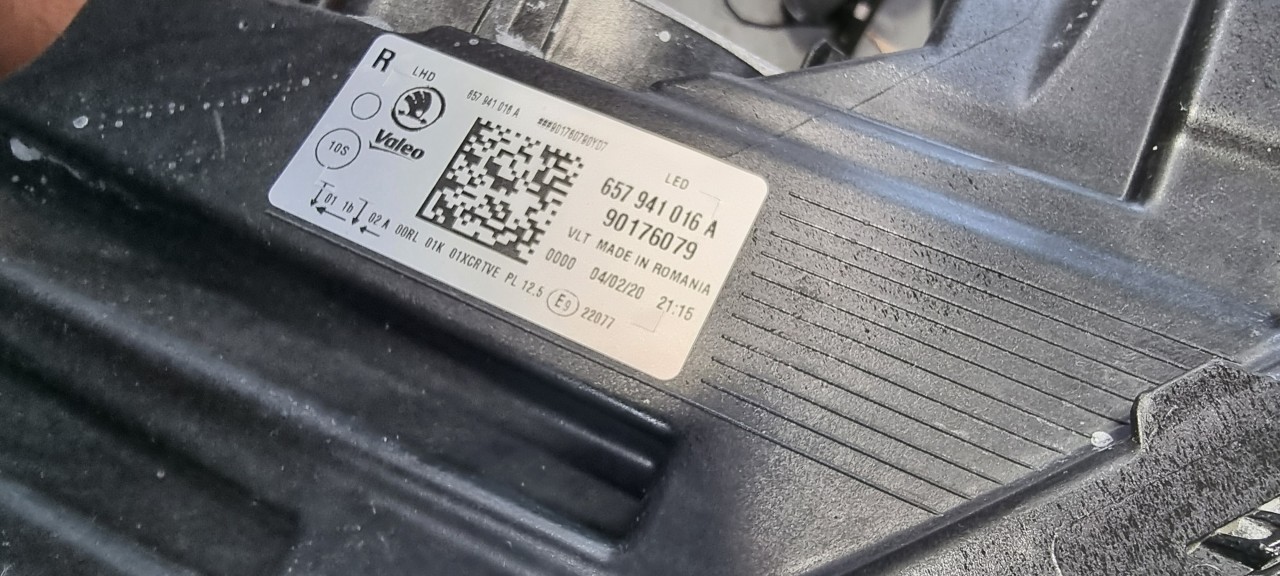 R LHD
657 941 016 A ###901760790Y07
10S
Valeo
LED
657 941 016 A
90176079
VLT MADE IN ROMANIA
0000 04/02/20 21:15
01 1b 02 A 00RL 01K 01XCRTVE PL 12.5 E9 22077